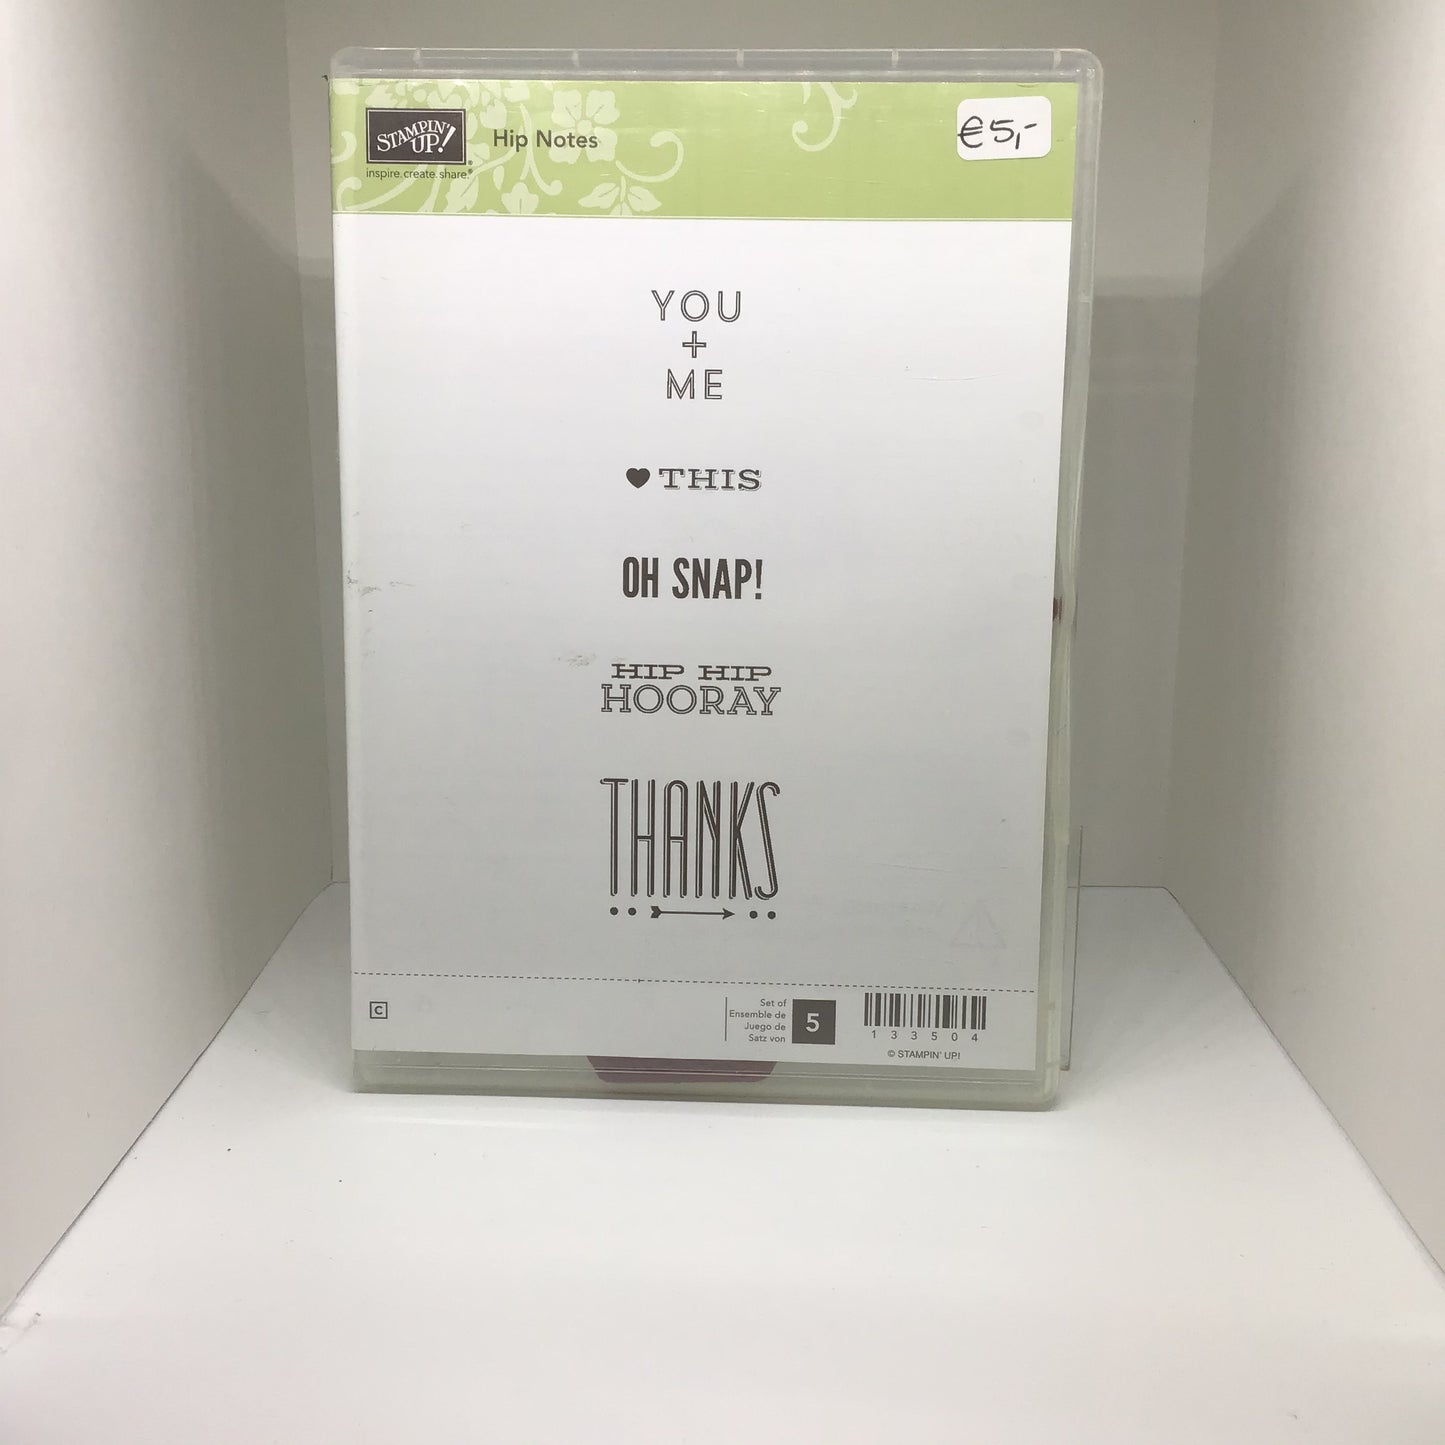 STAMPIN' UP!®
inspire.create.share.®
Hip Notes
€5,-
YOU
+
ME
♥ THIS
OH SNAP!
HIP HIP
HOORAY
THANKS
C
Set of
Ensemble de
Juego de
Satz von
5
133504
© STAMPIN' UP!